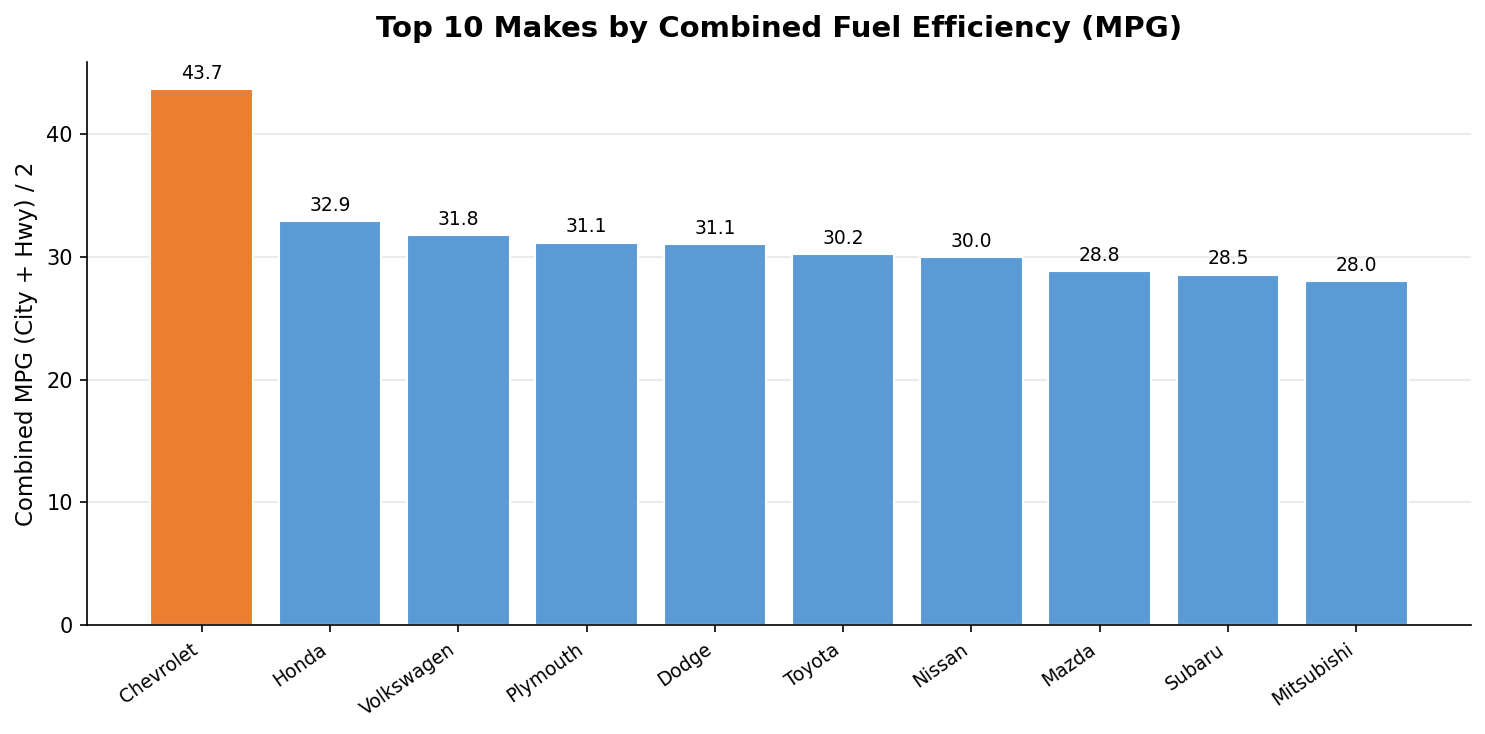 Top 10 Makes by Combined Fuel Efficiency (MPG)
Combined MPG (City + Hwy) / 2
40
30
20
10
0
43.7
32.9
31.8
31.1
31.1
30.2
30.0
28.8
28.5
28.0
Chevrolet
Honda
Volkswagen
Plymouth
Dodge
Toyota
Nissan
Mazda
Subaru
Mitsubishi